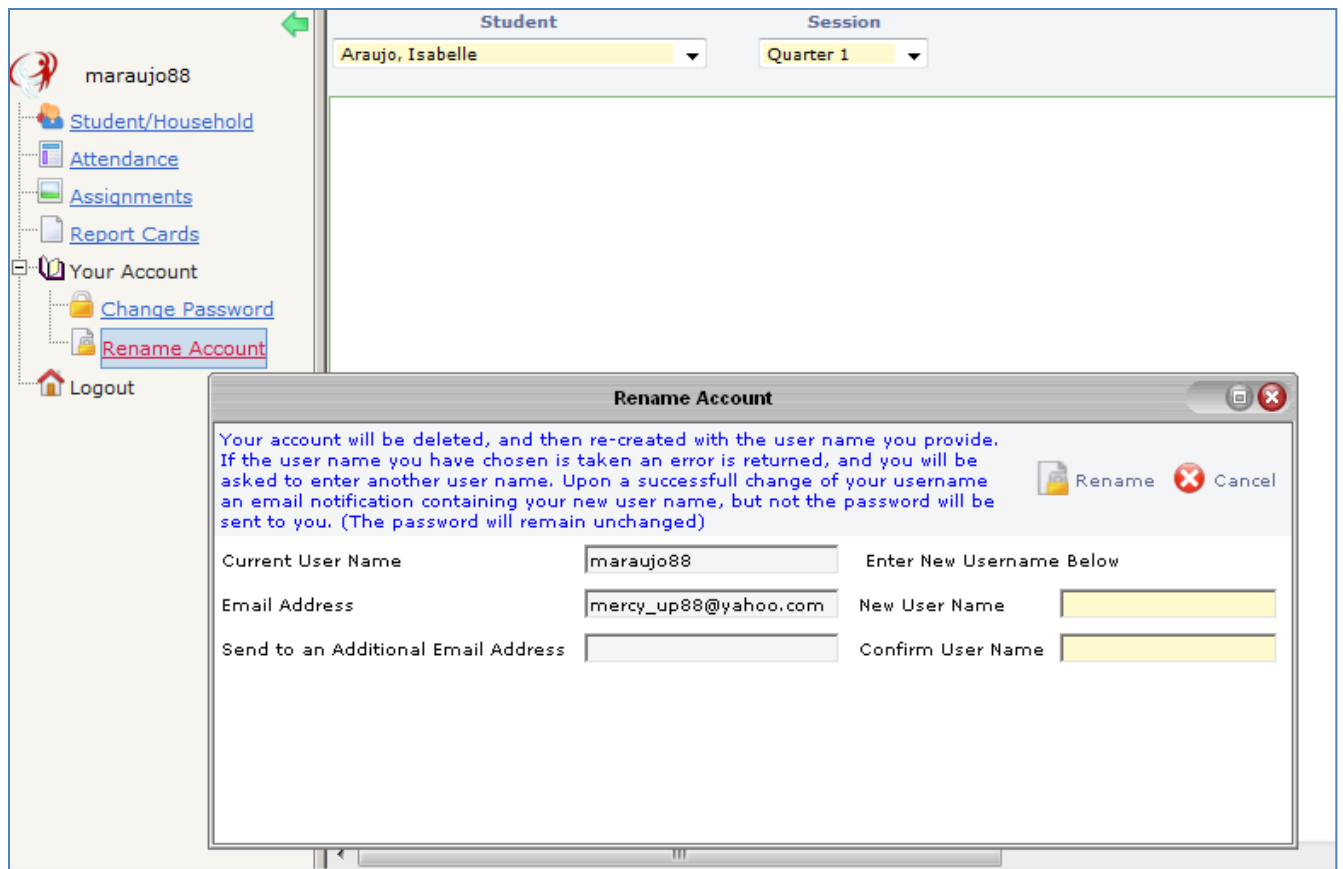 Student Session
Araujo, Isabelle Quarter 1
maraujo88
Student/Household
Attendance
Assignments
Report Cards
Your Account
Change Password
Rename Account
Logout
Rename Account
Your account will be deleted, and then re-created with the user name you provide.
If the user name you have chosen is taken an error is returned, and you will be
asked to enter another user name. Upon a successfull change of your username
an email notification containing your new user name, but not the password will be
sent to you. (The password will remain unchanged)
Rename Cancel
Current User Name maraujo88 Enter New Username Below
Email Address mercy_up88@yahoo.com New User Name
Send to an Additional Email Address Confirm User Name